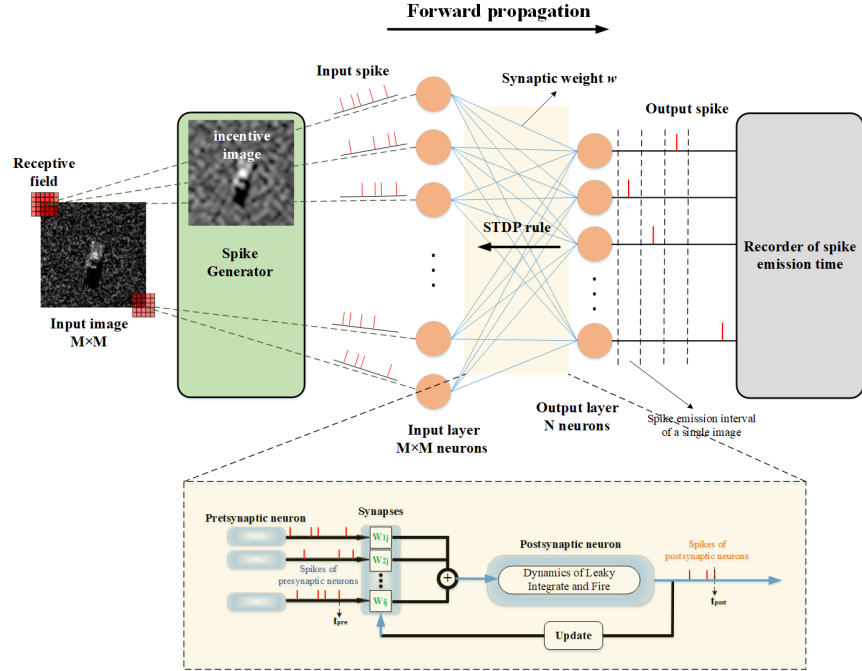 Forward propagation
Input spike
Synaptic weight w
Output spike
incentive
image
Receptive
field
STDP rule
Spike
Generator
Recorder of spike
emission time
Input image
M×M
Input layer
M×M neurons
Output layer
N neurons
Spike emission interval
of a single image
Pretsynaptic neuron
Synapses
Postsynaptic neuron
Spikes of
postsynaptic neurons
W1j
W2j
Wij
Spikes of
presynaptic neurons
tpre
+
Dynamics of Leaky
Integrate and Fire
tpost
Update